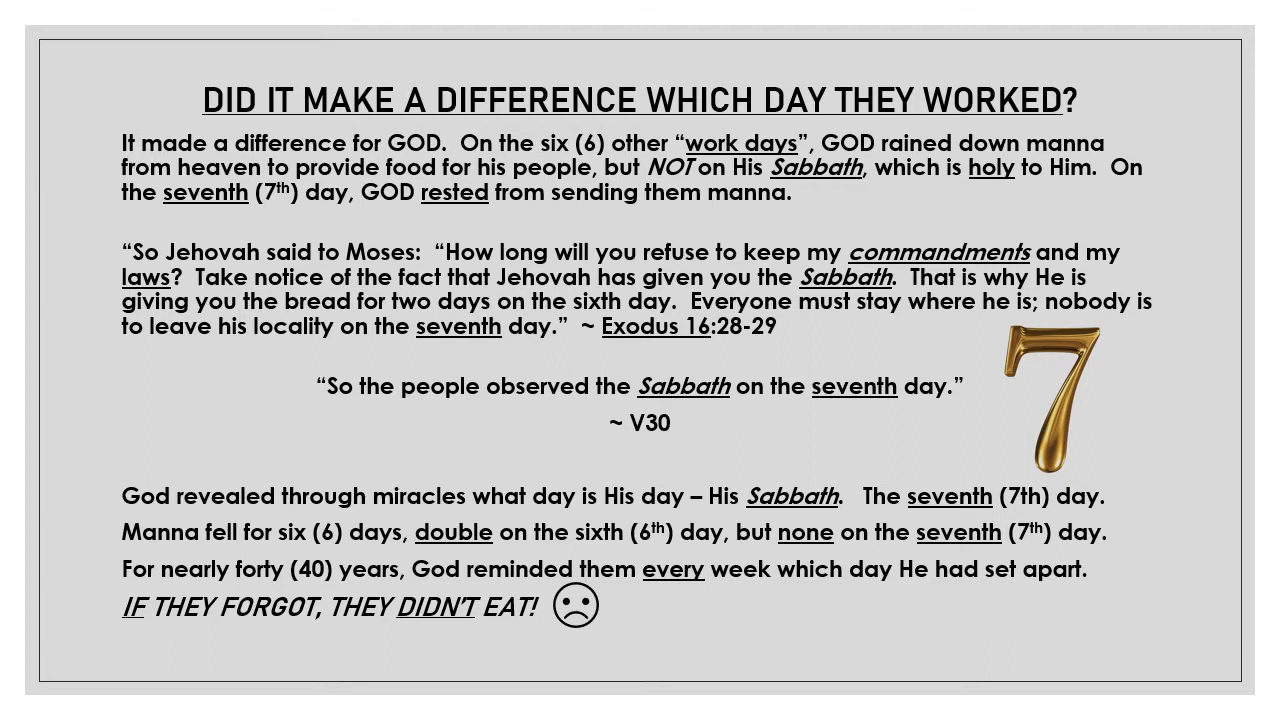 DID IT MAKE A DIFFERENCE WHICH DAY THEY WORKED?
It made a difference for GOD.  On the six (6) other “work days”, GOD rained down manna
from heaven to provide food for his people, but NOT on His Sabbath, which is holy to Him.  On
the seventh (7th) day, GOD rested from sending them manna.
“So Jehovah said to Moses:  “How long will you refuse to keep my commandments and my
laws?  Take notice of the fact that Jehovah has given you the Sabbath.  That is why He is
giving you the bread for two days on the sixth day.  Everyone must stay where he is; nobody is
to leave his locality on the seventh day.”  ~ Exodus 16:28-29
7
“So the people observed the Sabbath on the seventh day.”
~ V30
God revealed through miracles what day is His day – His Sabbath.   The seventh (7th) day.
Manna fell for six (6) days, double on the sixth (6th) day, but none on the seventh (7th) day.
For nearly forty (40) years, God reminded them every week which day He had set apart.
IF THEY FORGOT, THEY DIDN'T EAT!